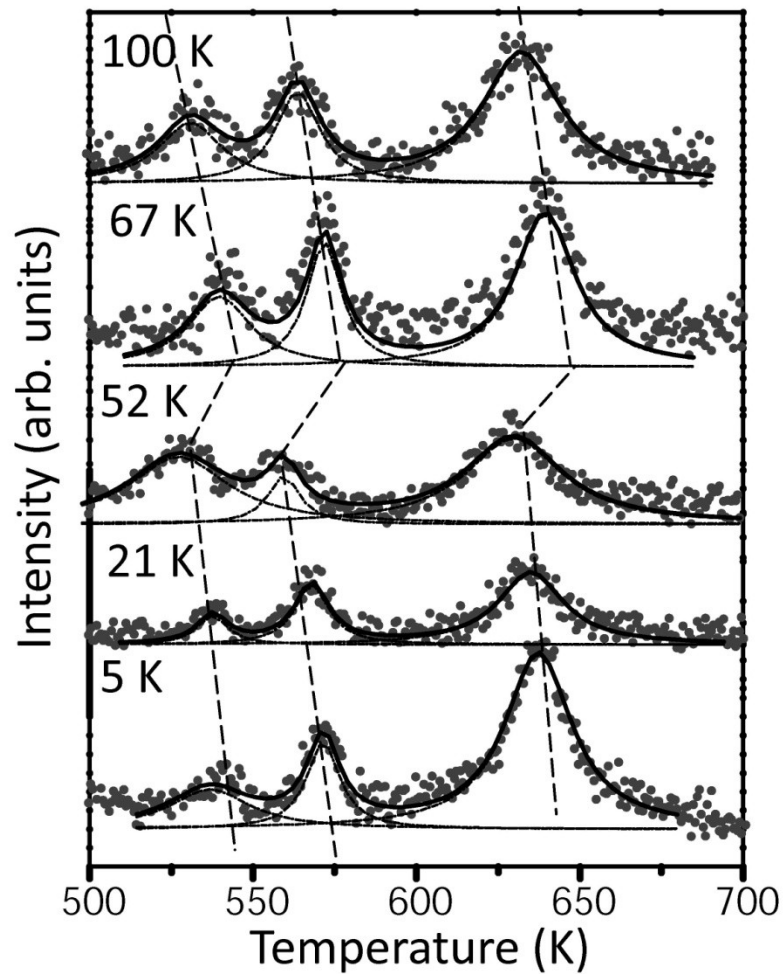 100 K
67 K
52 K
21 K
5 K
Intensity (arb. units)
500 550 600 650 700
Temperature (K)